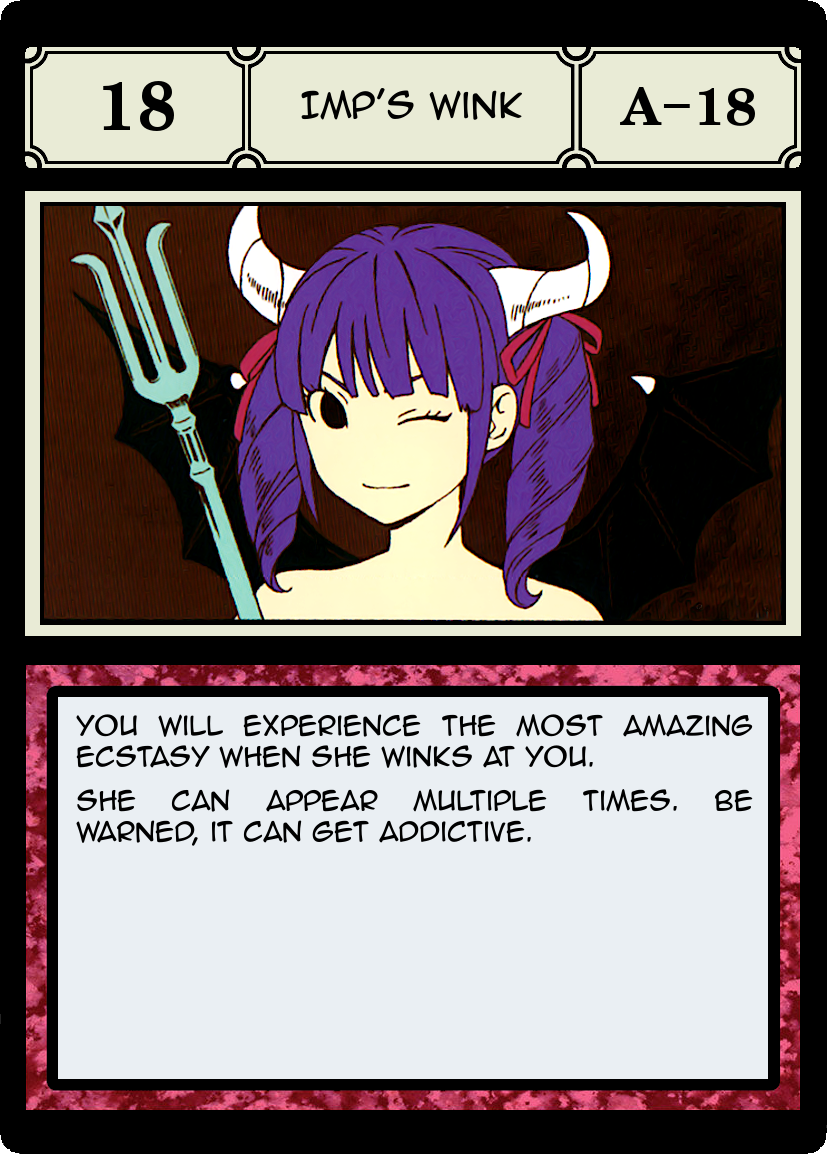 18
IMP'S WINK
A-18
YOU WILL EXPERIENCE THE MOST AMAZING
ECSTASY WHEN SHE WINKS AT YOU.
SHE CAN APPEAR MULTIPLE TIMES. BE
WARNED, IT CAN GET ADDICTIVE.